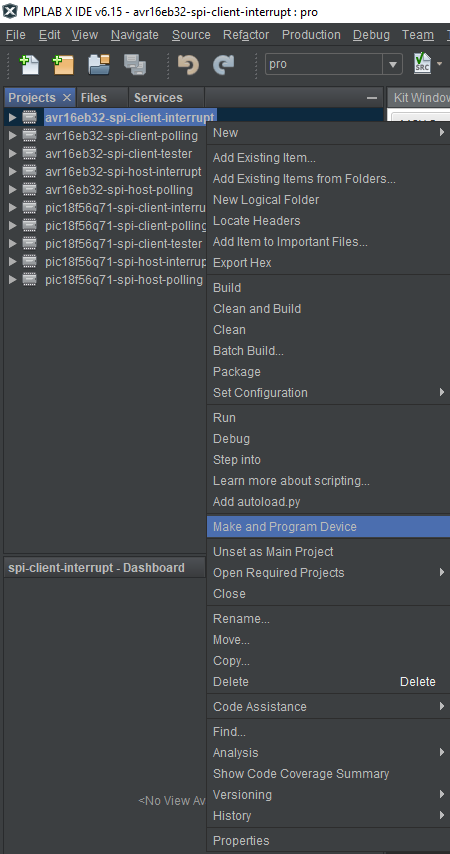 MPLAB X IDE v6.15 - avr16eb32-spi-client-interrupt : pro
File Edit View Navigate Source Refactor Production Debug Team
pro
Projects Files Services
Kit Window
avr16eb32-spi-client-interrupt
avr16eb32-spi-client-polling
avr16eb32-spi-client-tester
avr16eb32-spi-host-interrupt
avr16eb32-spi-host-polling
pic18f56q71-spi-client-interru
pic18f56q71-spi-client-polling
pic18f56q71-spi-client-tester
pic18f56q71-spi-host-interrup
pic18f56q71-spi-host-polling
New
Add Existing Item...
Add Existing Items from Folders...
New Logical Folder
Locate Headers
Add Item to Important Files...
Export Hex
Build
Clean and Build
Clean
Batch Build...
Package
Set Configuration
Run
Debug
Step into
Learn more about scripting...
Add autoload.py
Make and Program Device
Unset as Main Project
Open Required Projects
Close
Rename...
Move...
Copy...
Delete Delete
Code Assistance
Find...
Analysis
Show Code Coverage Summary
Versioning
History
Properties
spi-client-interrupt - Dashboard
<No View Av
SRC